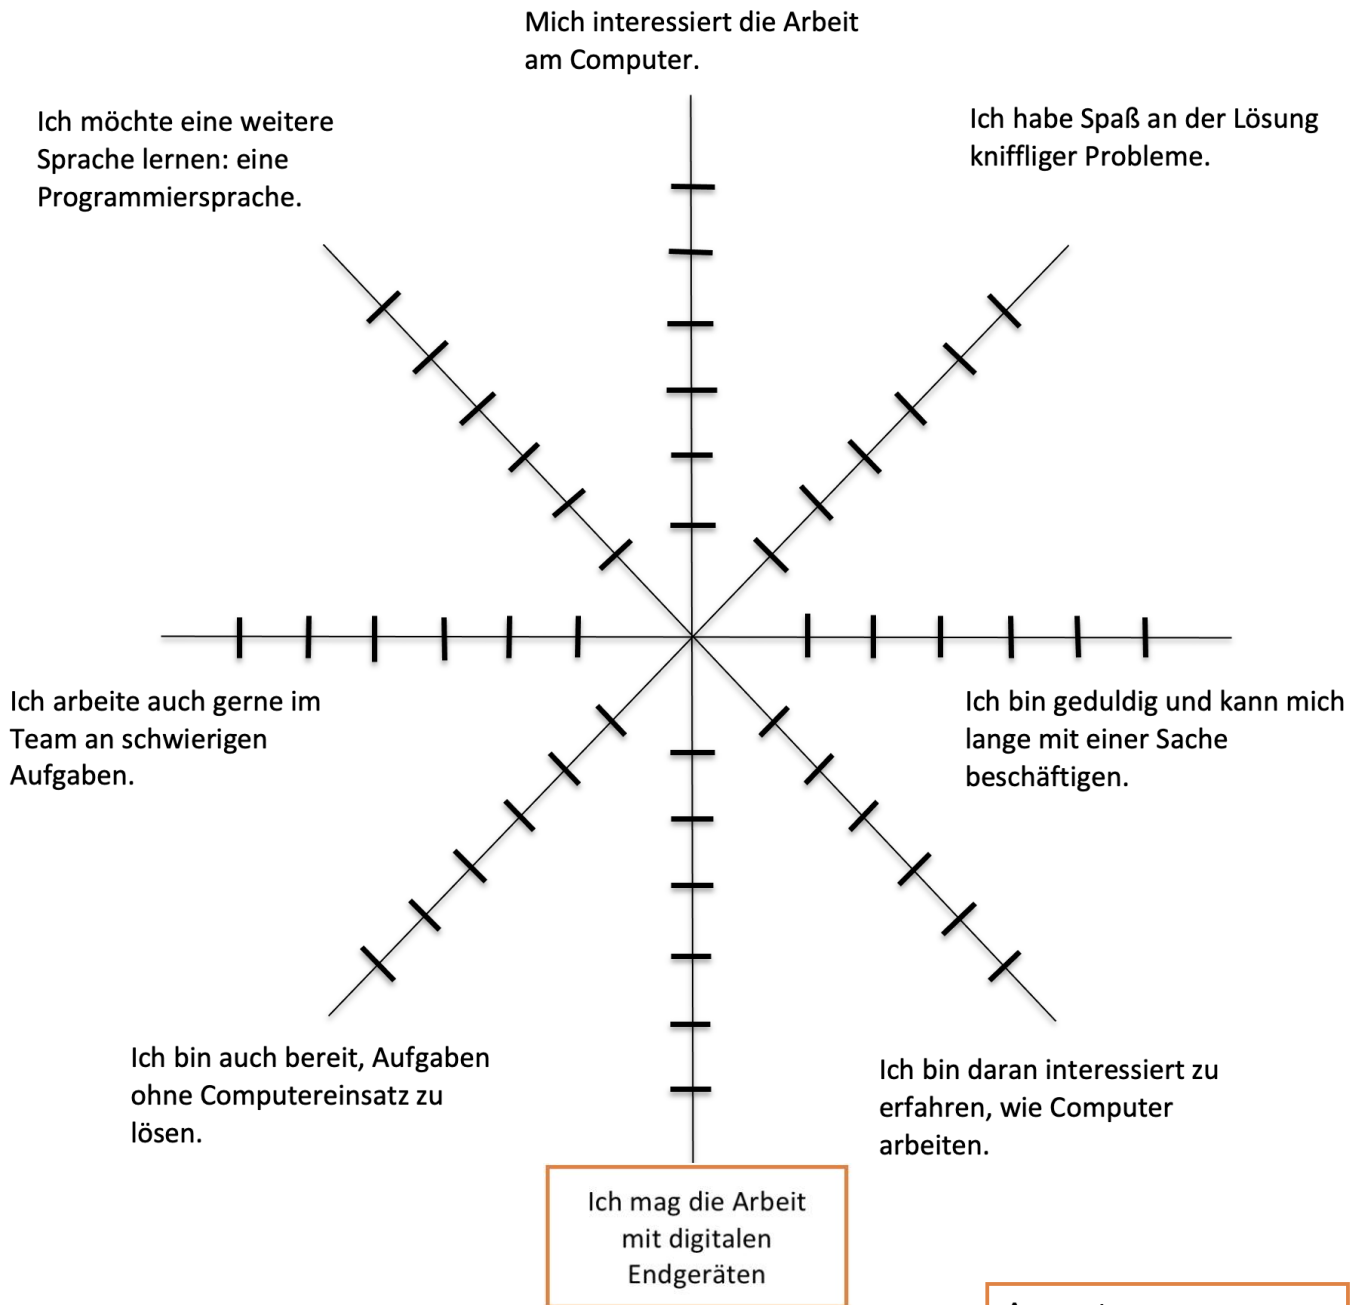 Mich interessiert die Arbeit
am Computer.
Ich möchte eine weitere
Sprache lernen: eine
Programmiersprache.
Ich habe Spaß an der Lösung
kniffliger Probleme.
Ich arbeite auch gerne im
Team an schwierigen
Aufgaben.
Ich bin geduldig und kann mich
lange mit einer Sache
beschäftigen.
Ich bin auch bereit, Aufgaben
ohne Computereinsatz zu
lösen.
Ich bin daran interessiert zu
erfahren, wie Computer
arbeiten.
Ich mag die Arbeit
mit digitalen
Endgeräten